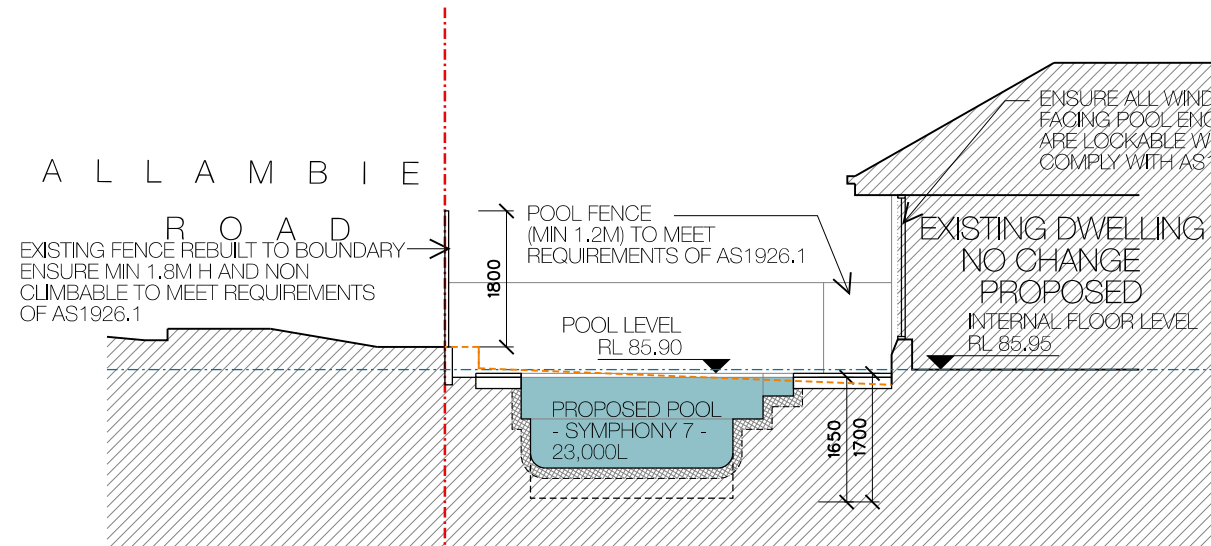 A L L A M B I E
R O A D
EXISTING FENCE REBUILT TO BOUNDARY
ENSURE MIN 1.8M H AND NON
CLIMBABLE TO MEET REQUIREMENTS
OF AS1926.1
1800
POOL FENCE
(MIN 1.2M) TO MEET
REQUIREMENTS OF AS1926.1
POOL LEVEL
RL 85.90
PROPOSED POOL
- SYMPHONY 7 -
23,000L
1650
1700
ENSURE ALL WIND
FACING POOL ENC
ARE LOCKABLE W
COMPLY WITH AS1
EXISTING DWELLING
NO CHANGE
PROPOSED
INTERNAL FLOOR LEVEL
RL 85.95